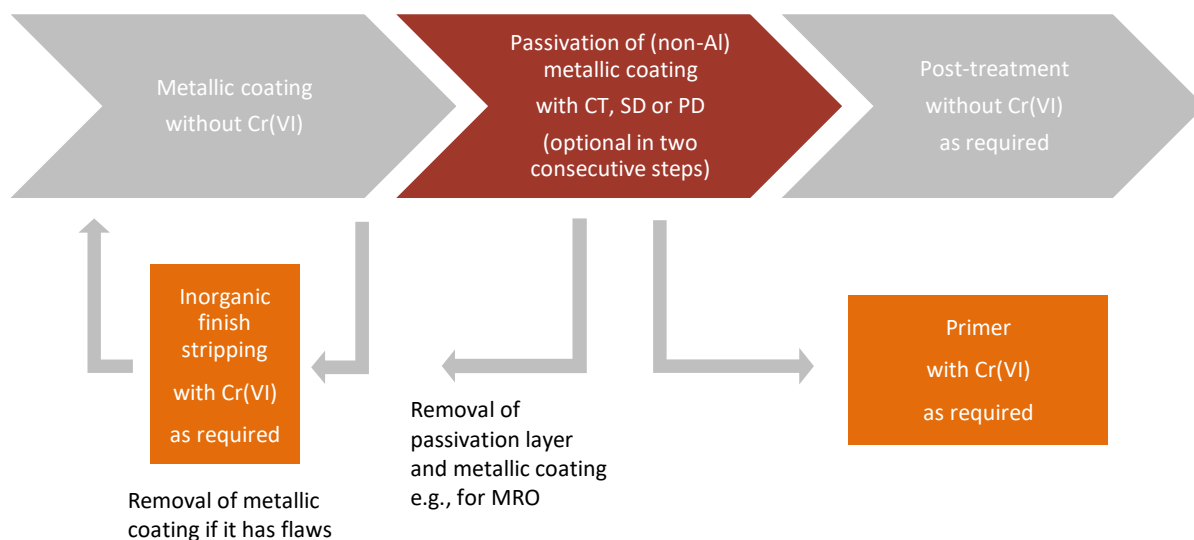 Metallic coating
without Cr(VI)
Passivation of (non-Al)
metallic coating
with CT, SD or PD
(optional in two
consecutive steps)
Post-treatment
without Cr(VI)
as required
Inorganic
finish
stripping
with Cr(VI)
as required
Removal of metallic
coating if it has flaws
Removal of
passivation layer
and metallic coating
e.g., for MRO
Primer
with Cr(VI)
as required